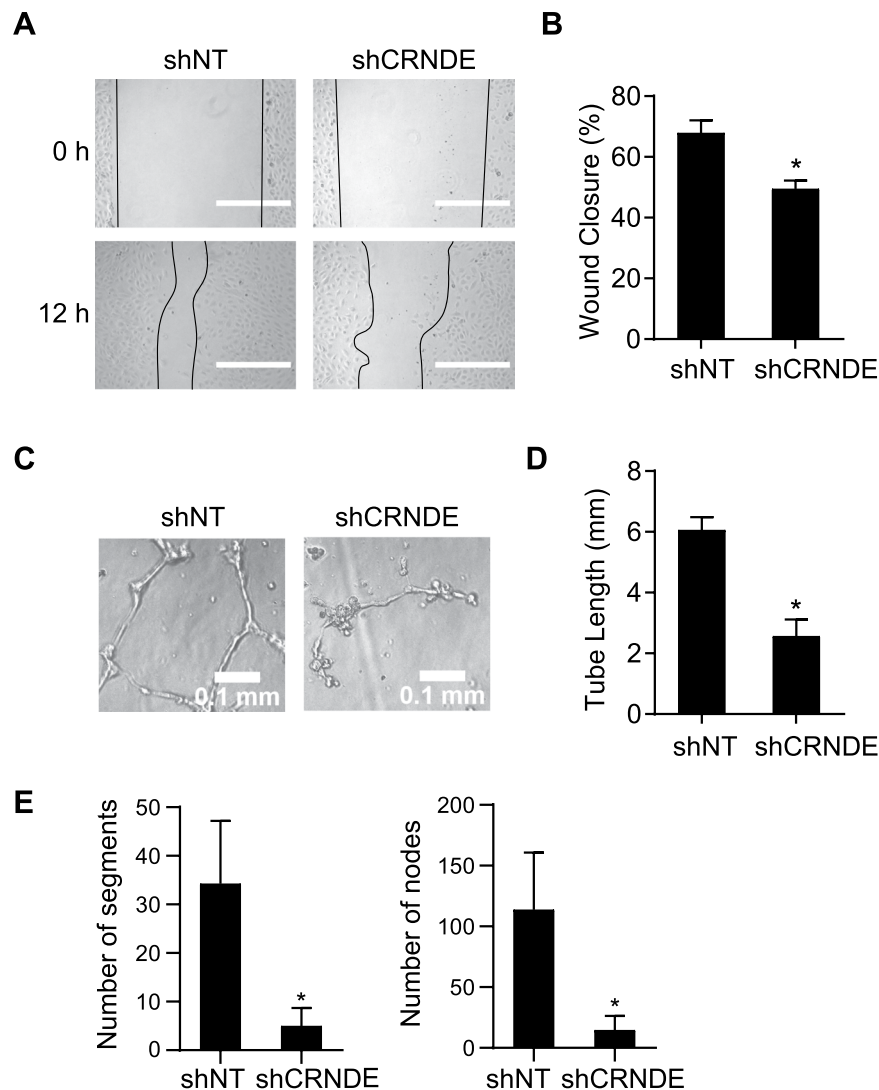 A
shNT shCRNDE
0 h
12 h
B
Wound Closure (%)
80
60
40
20
0
*
shNT shCRNDE
C
shNT shCRNDE
0.1 mm 0.1 mm
D
Tube Length (mm)
8
6
4
2
0
*
shNT shCRNDE
E
Number of segments
50
40
30
20
10
0
*
shNT shCRNDE
Number of nodes
200
150
100
50
0
*
shNT shCRNDE